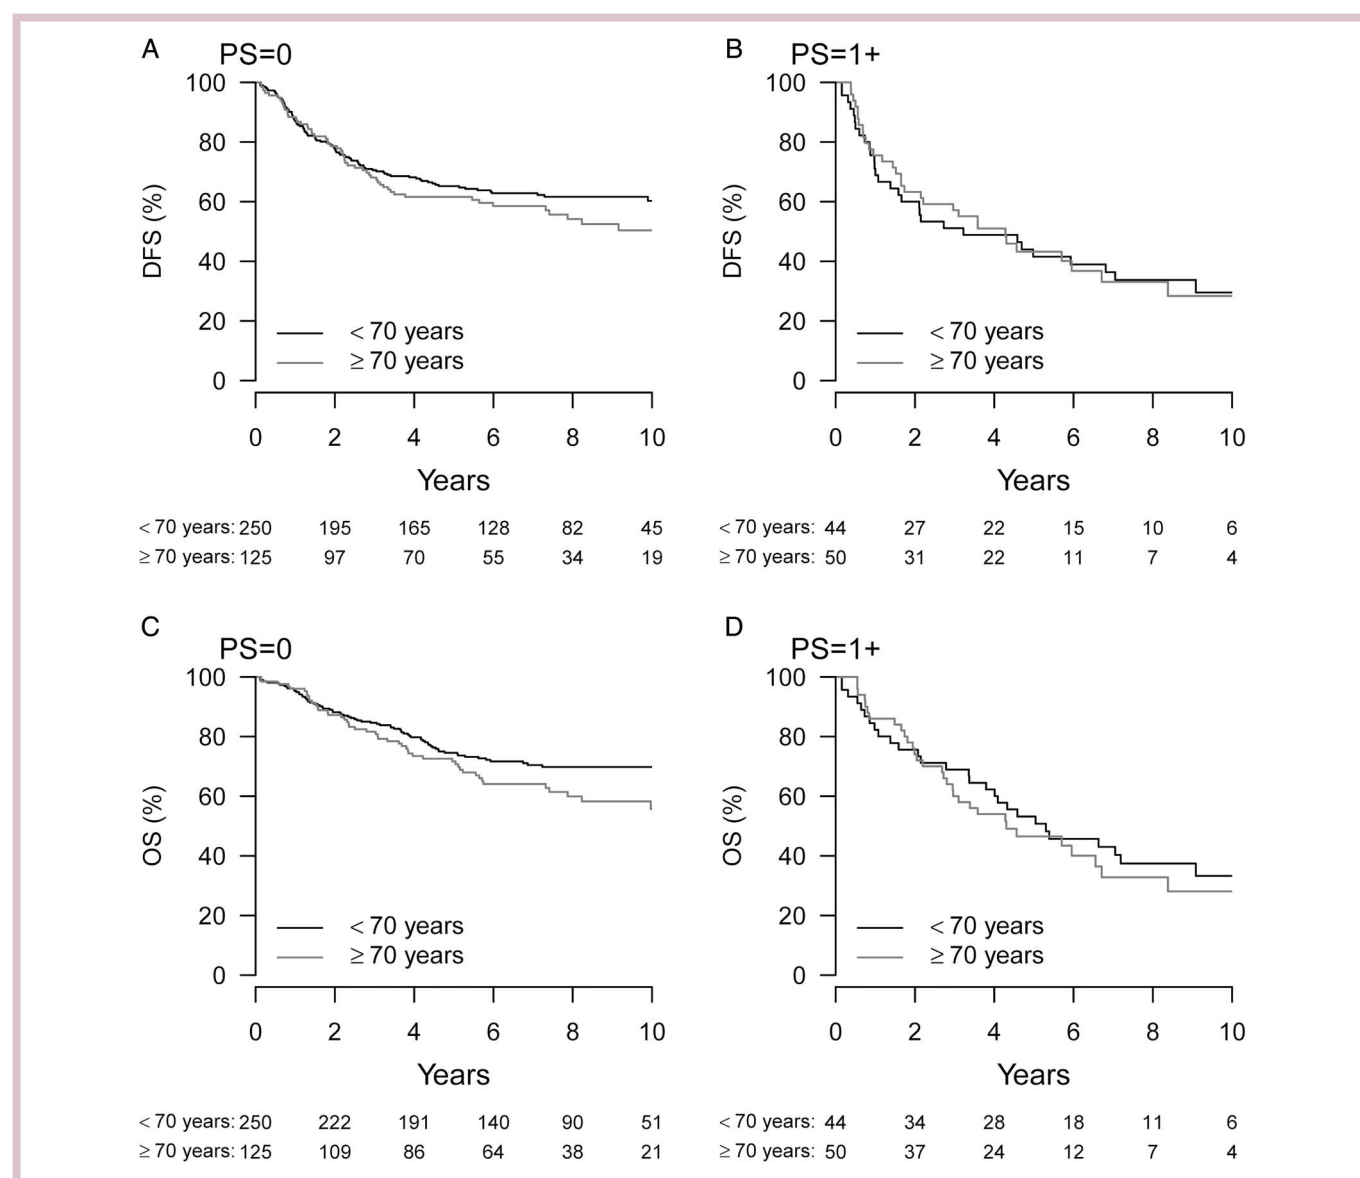 A
PS=0
100
80
60
40
20
0
DFS (%)
< 70 years
≥ 70 years
0 2 4 6 8 10
Years
< 70 years: 250 195 165 128 82 45
≥ 70 years: 125 97 70 55 34 19
B
PS=1+
100
80
60
40
20
0
DFS (%)
< 70 years
≥ 70 years
0 2 4 6 8 10
Years
< 70 years: 44 27 22 15 10 6
≥ 70 years: 50 31 22 11 7 4
C
PS=0
100
80
60
40
20
0
OS (%)
< 70 years
≥ 70 years
0 2 4 6 8 10
Years
< 70 years: 250 222 191 140 90 51
≥ 70 years: 125 109 86 64 38 21
D
PS=1+
100
80
60
40
20
0
OS (%)
< 70 years
≥ 70 years
0 2 4 6 8 10
Years
< 70 years: 44 34 28 18 11 6
≥ 70 years: 50 37 24 12 7 4